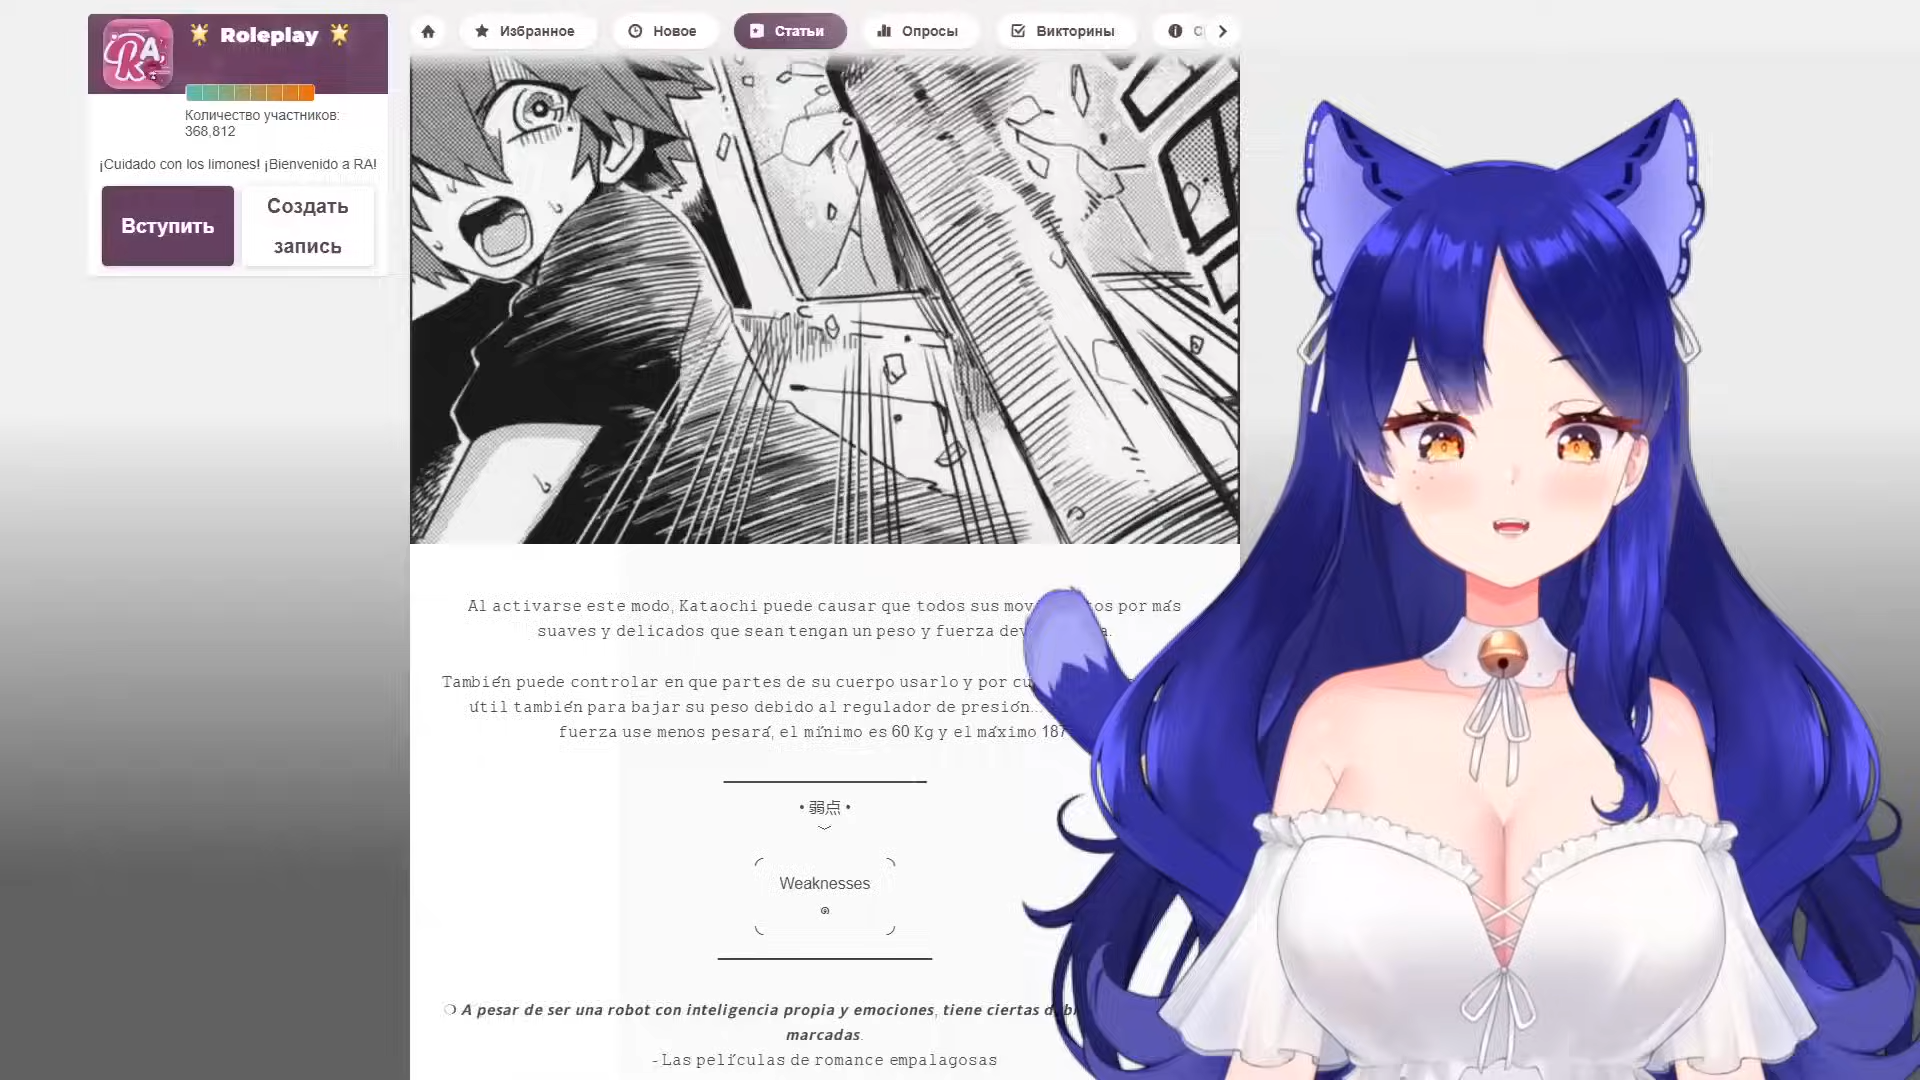 Roleplay
RA
Количество участников:
368,812
¡Cuidado con los limones! ¡Bienvenido a RA!
Вступить
Создать
запись
Избранное
Новое
Статьи
Опросы
Викторины
Al activarse este modo, Kataochi puede causar que todos sus por más
suaves y delicados que sean tengan un peso y fuerza
También puede controlar en que partes de su cuerpo usarlo y por
útil también para bajar su peso debido al regulador de presión...
fuerza use menos pesará, el mínimo es 60 Kg y el máximo 187
• 弱点 •
Weaknesses
❍ A pesar de ser una robot con inteligencia propia y emociones, tiene ciertas
marcadas.
- Las películas de romance empalagosas